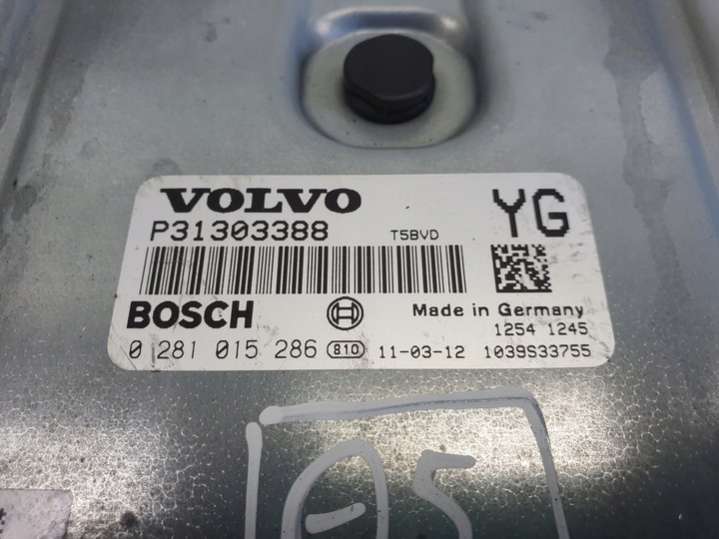 VOLVO
YG
P31303388 T5BVD
BOSCH Made in Germany
1254 1245
0 281 015 286 810 11-03-12 1039S33755
05